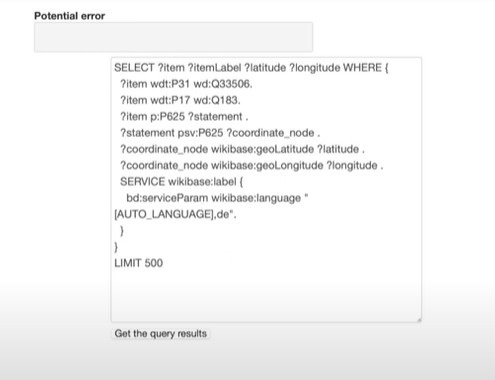 Potential error
SELECT ?item ?itemLabel ?latitude ?longitude WHERE {
?item wdt:P31 wd:Q33506.
?item wdt:P17 wd:Q183.
?item p:P625 ?statement .
?statement psv:P625 ?coordinate_node .
?coordinate_node wikibase:geoLatitude ?latitude .
?coordinate_node wikibase:geoLongitude ?longitude .
SERVICE wikibase:label {
bd:serviceParam wikibase:language "
[AUTO_LANGUAGE],de".
}
}
LIMIT 500
Get the query results